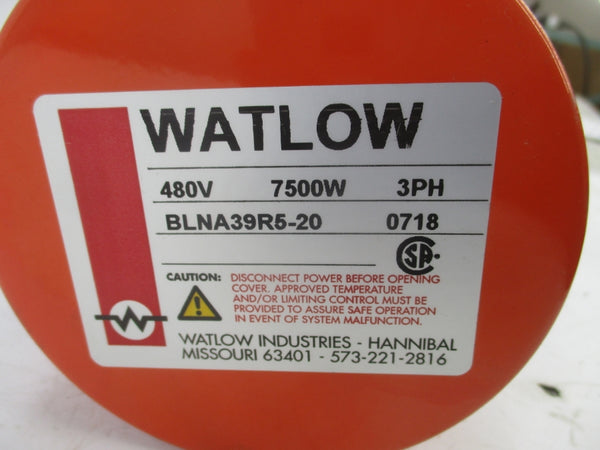 WATLOW
480V 7500W 3PH
BLNA39R5-20 0718
CAUTION: DISCONNECT POWER BEFORE OPENING
COVER. APPROVED TEMPERATURE
AND/OR LIMITING CONTROL MUST BE
PROVIDED TO ASSURE SAFE OPERATION
IN EVENT OF SYSTEM MALFUNCTION.
WATLOW INDUSTRIES - HANNIBAL
MISSOURI 63401 - 573-221-2816
SA